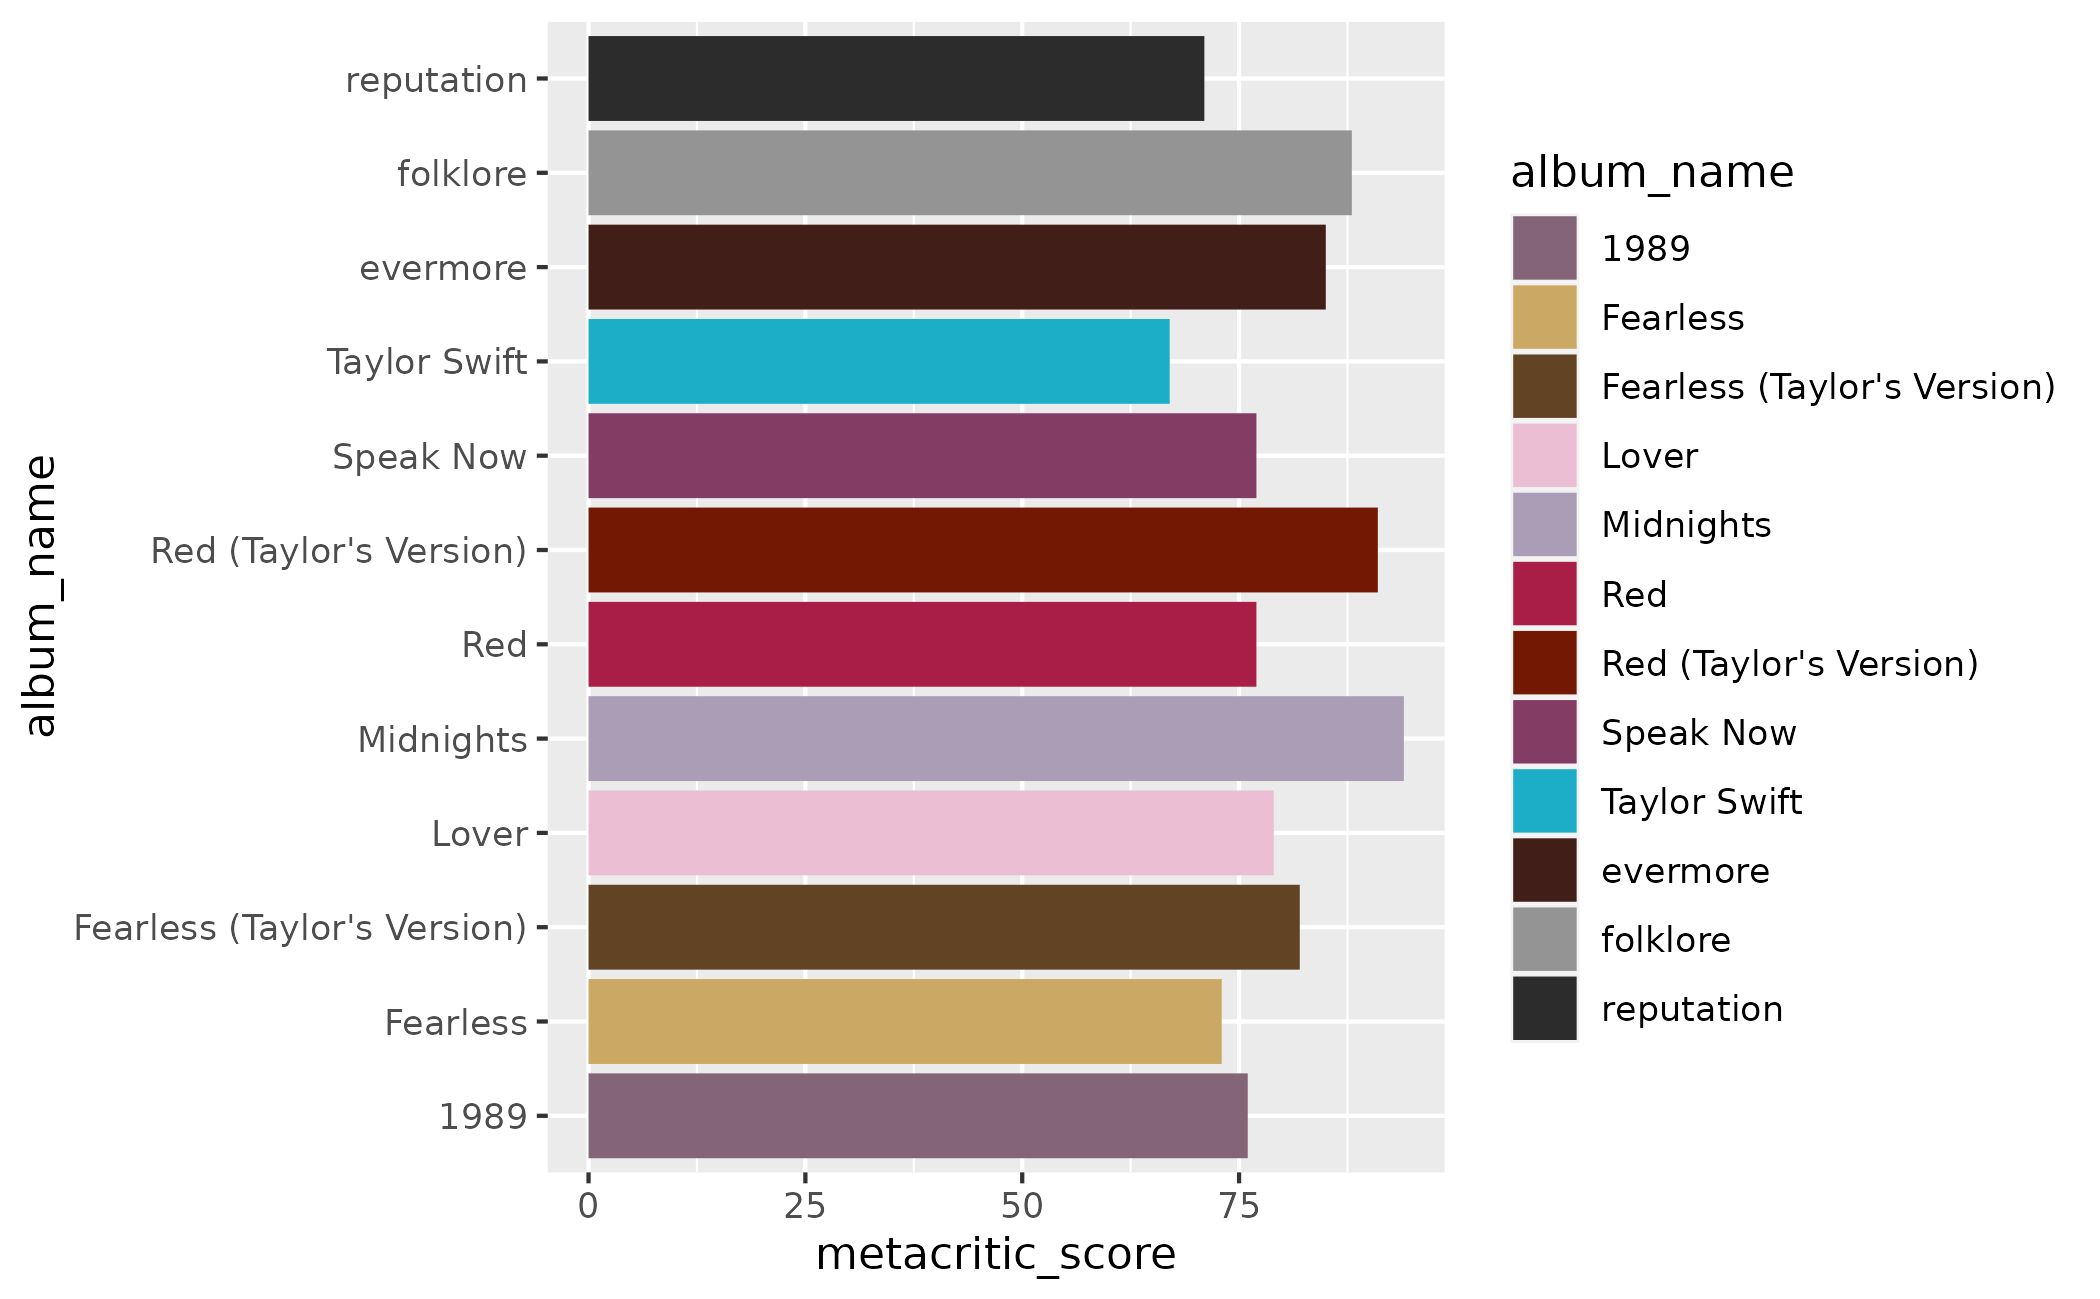 reputation
folklore
evermore
Taylor Swift
Speak Now
Red (Taylor's Version)
Red
Midnights
Lover
Fearless (Taylor's Version)
Fearless
1989
album_name
0 25 50 75
metacritic_score
album_name
1989
Fearless
Fearless (Taylor's Version)
Lover
Midnights
Red
Red (Taylor's Version)
Speak Now
Taylor Swift
evermore
folklore
reputation